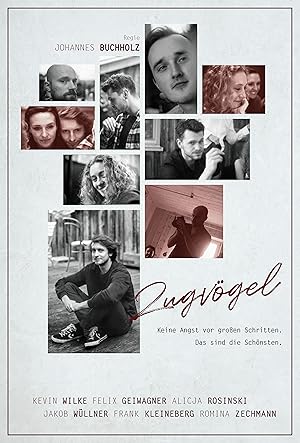 Regie
JOHANNES BUCHHOLZ
Zugvögel
Keine Angst vor großen Schritten.
Das sind die Schönsten.
KEVIN WILKE FELIX GEIWAGNER ALICJA ROSINSKI
JAKOB WÜLLNER FRANK KLEINEBERG ROMINA ZECHMANN